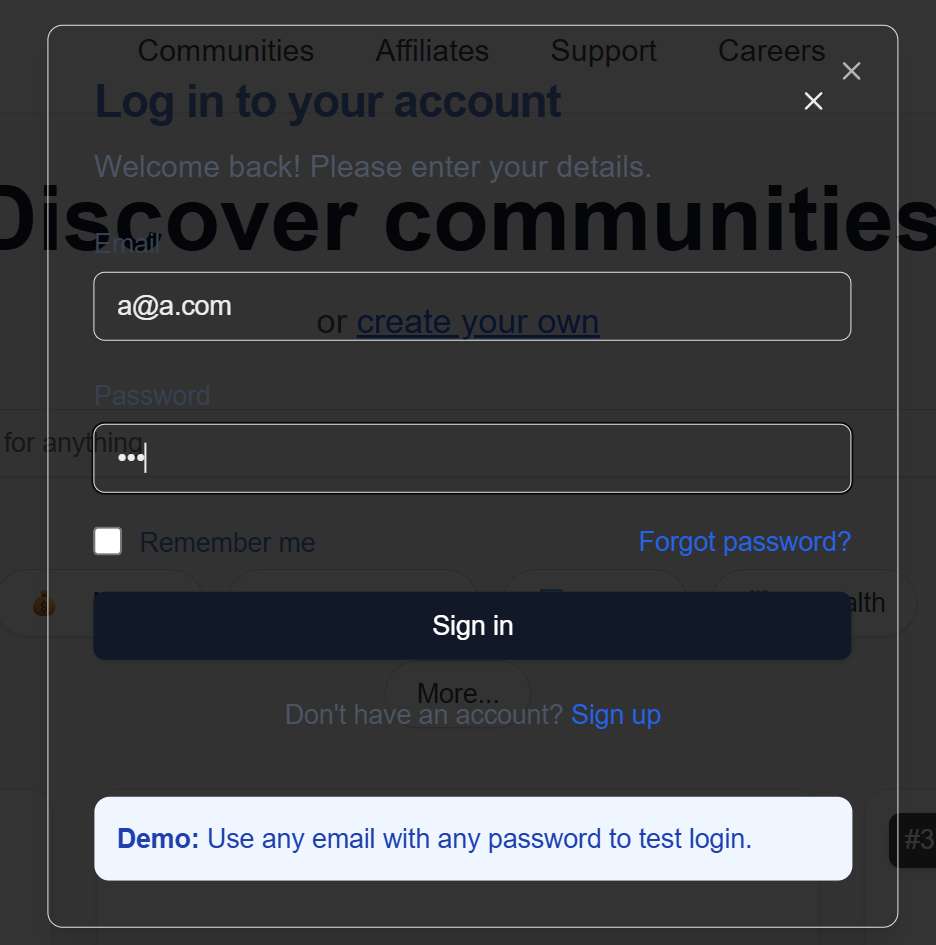 Communities Affiliates Support Careers
Log in to your account
Welcome back! Please enter your details.
Discover communities
Email
a@a.com
or create your own
Password
for anything
•••
Remember me Forgot password?
alth
Sign in
More...
Don't have an account? Sign up
Demo: Use any email with any password to test login.
#3